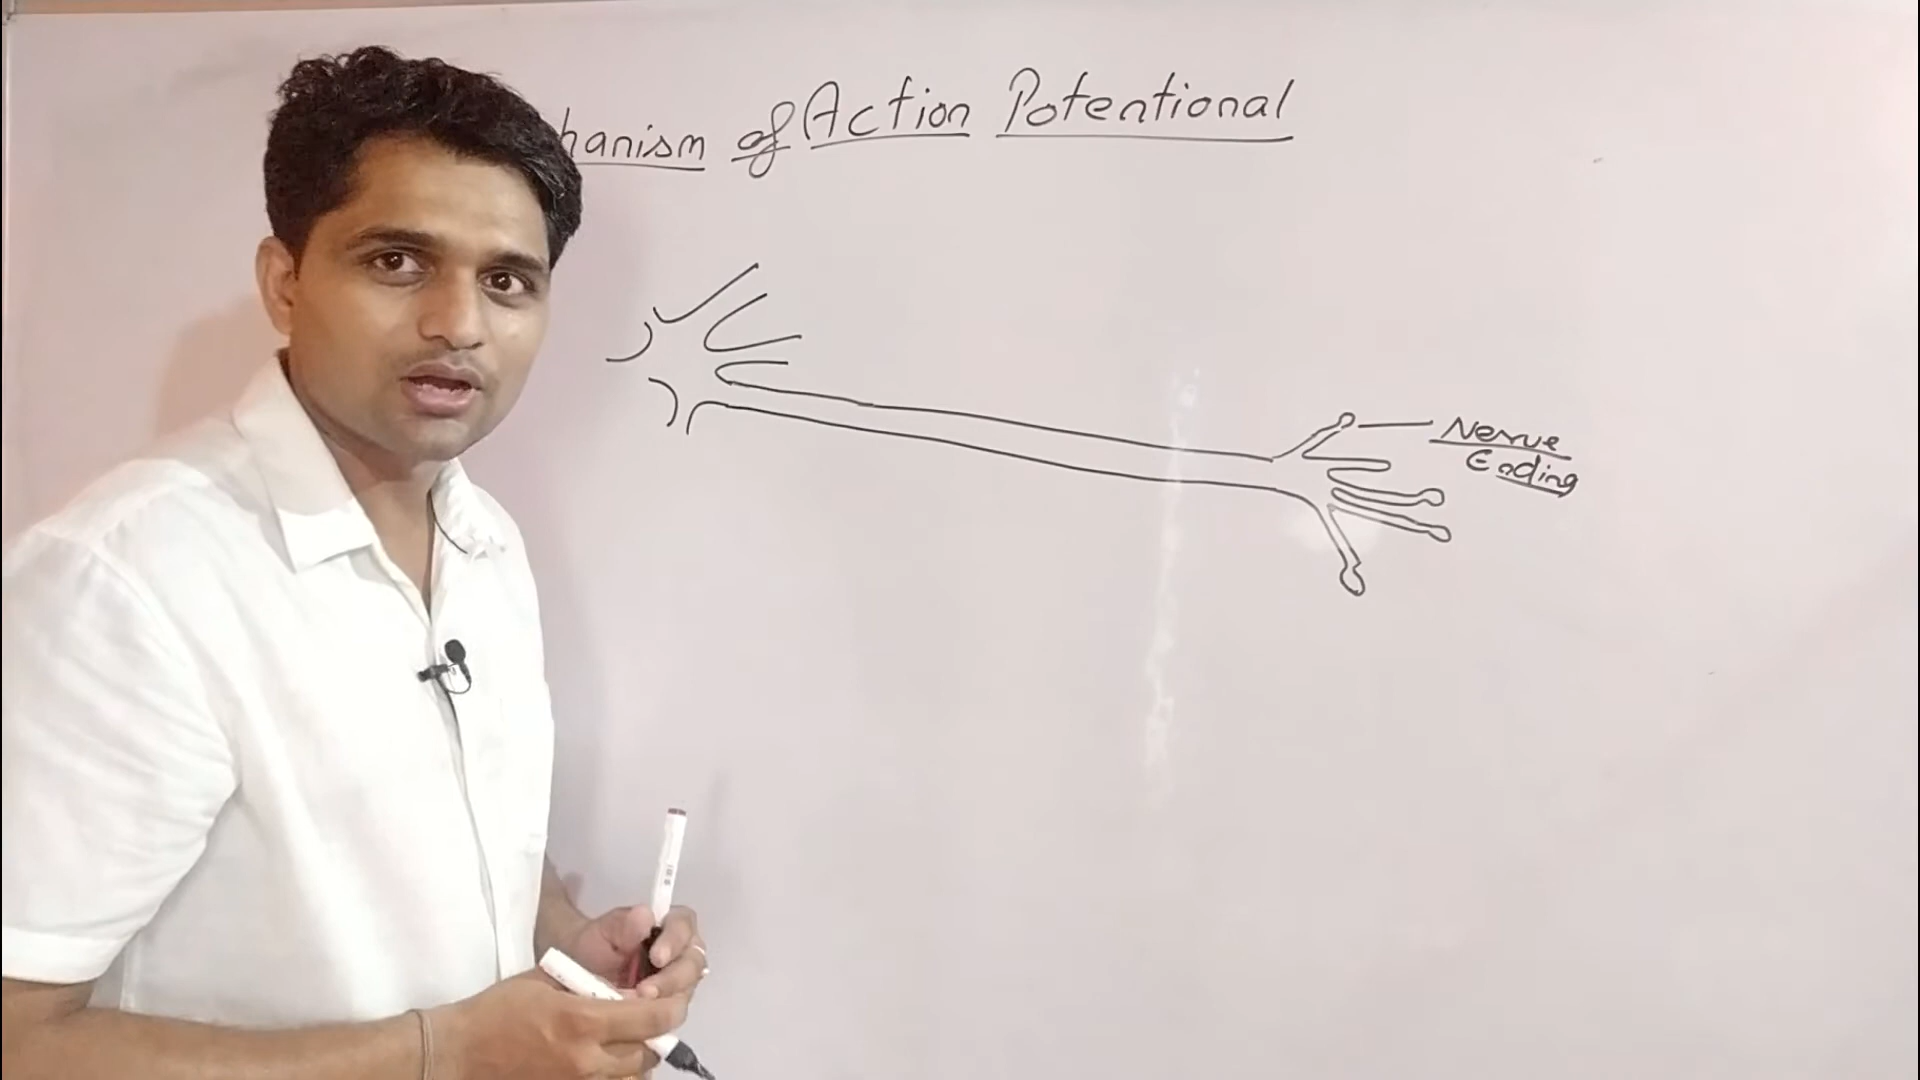 hanism of Action Potentional
Nerve
Ending